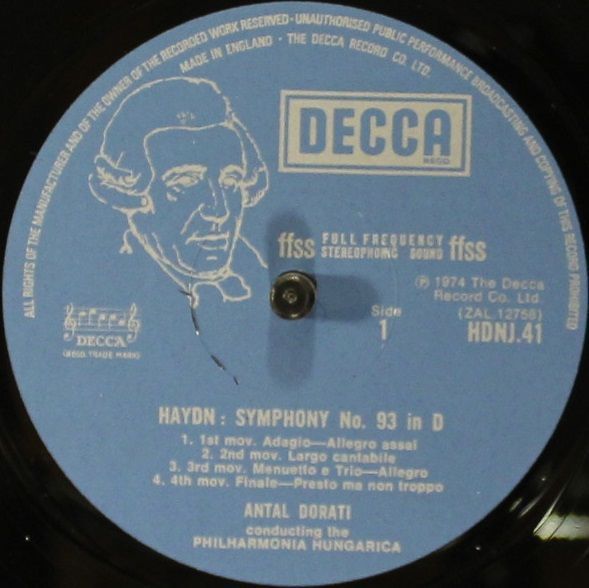 ALL RIGHTS OF THE MANUFACTURER AND OF THE OWNER OF THE RECORDED WORK RESERVED · UNAUTHORISED PUBLIC PERFORMANCE BROADCASTING AND COPYING OF THIS RECORD PROHIBITED
MADE IN ENGLAND · THE DECCA RECORD CO. LTD.
DECCA
REGD
ffss FULL FREQUENCY STEREOPHONIC SOUND ffss
℗ 1974 The Decca
Record Co. Ltd.
(ZAL.12758)
Side
1
HDNJ.41
DECCA
(REGD. TRADE MARK)
HAYDN: SYMPHONY No. 93 in D
1. 1st mov. Adagio—Allegro assai
2. 2nd mov. Largo cantabile
3. 3rd mov. Menuetto e Trio—Allegro
4. 4th mov. Finale—Presto ma non troppo
ANTAL DORATI
conducting the
PHILHARMONIA HUNGARICA